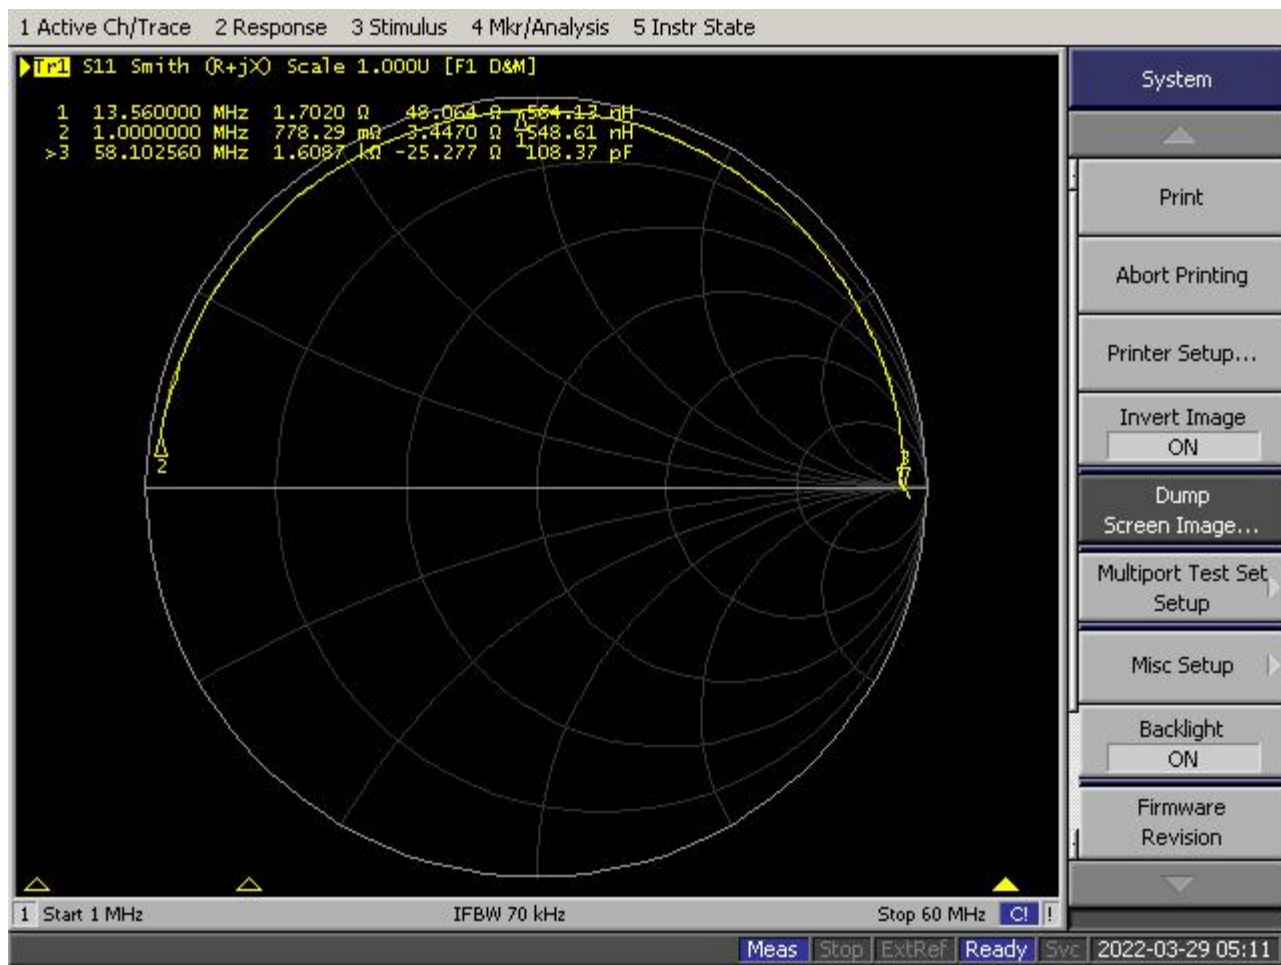 1 Active Ch/Trace 2 Response 3 Stimulus 4 Mkr/Analysis 5 Instr State
Tr1 S11 Smith (R+jX) Scale 1.000U [F1 D&M]
1 13.560000 MHz 1.7020 Ω 48.064 Ω 564.13 nH
2 1.0000000 MHz 778.29 mΩ 3.4470 Ω 548.61 nH
>3 58.102560 MHz 1.6087 kΩ -25.277 Ω 108.37 pF
1
2
3
1 Start 1 MHz IFBW 70 kHz Stop 60 MHz C! !
System
Print
Abort Printing
Printer Setup...
Invert Image
ON
Dump
Screen Image...
Multiport Test Set
Setup
Misc Setup
Backlight
ON
Firmware
Revision
Meas Stop ExtRef Ready Svc 2022-03-29 05:11